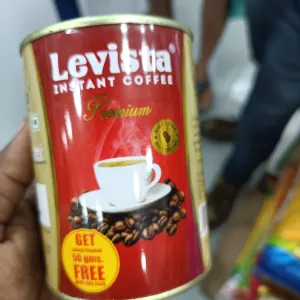 Levista
INSTANT COFFEE
Premium
GET
50 gms.
FREE